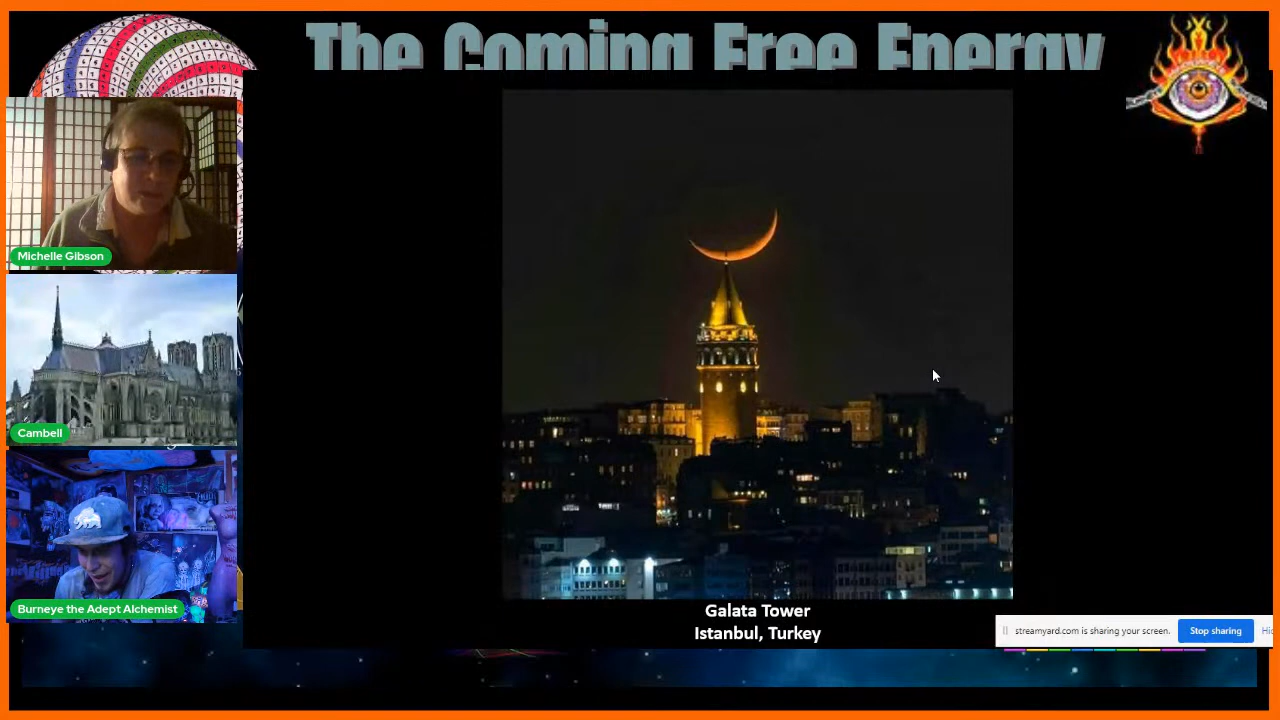 The Coming Free Energy
Michelle Gibson
Cambell
Burneye the Adept Alchemist
Galata Tower
Istanbul, Turkey
streamyard.com is sharing your screen.
Stop sharing
Hid